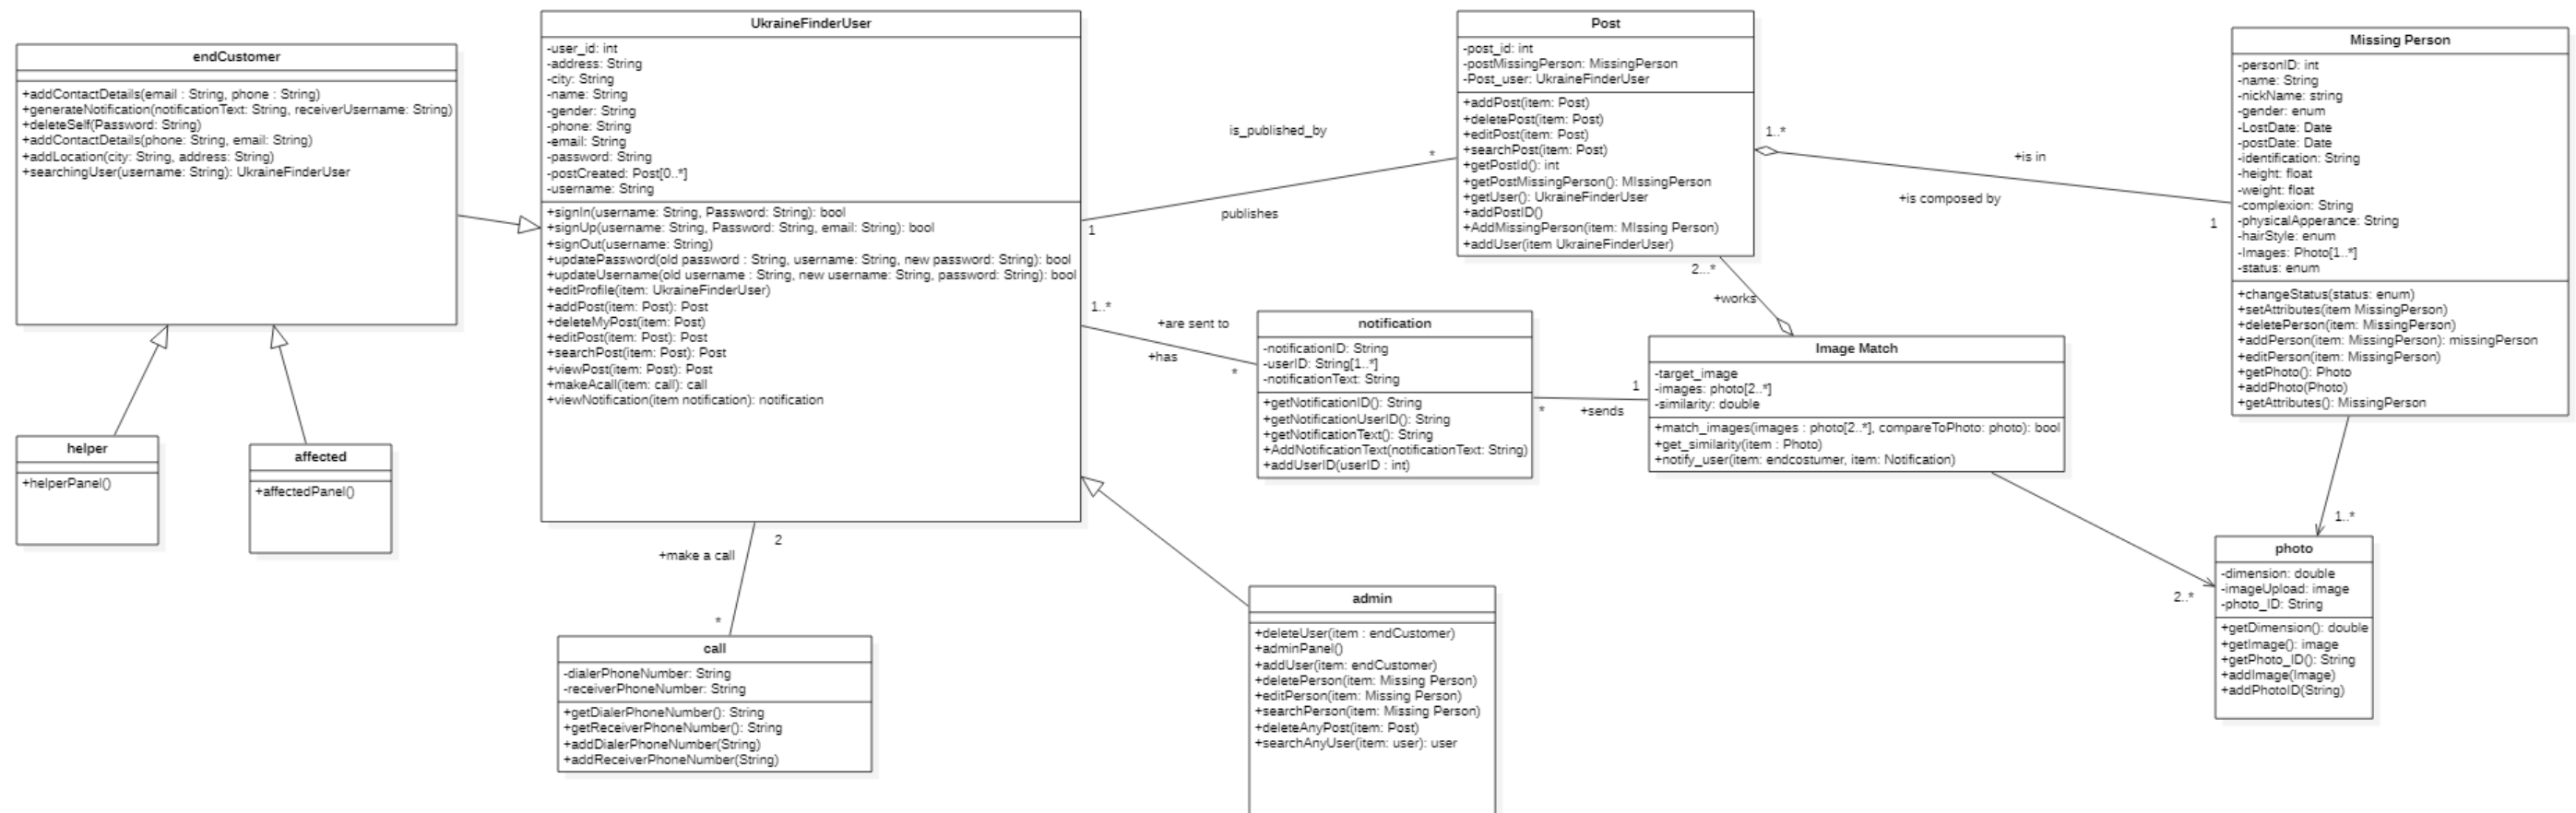 endCustomer
+addContactDetails(email : String, phone : String)
+generateNotification(notificationText: String, receiverUsername: String)
+deleteSelf(Password: String)
+addContactDetails(phone: String, email: String)
+addLocation(city: String, address: String)
+searchingUser(username: String): UkraineFinderUser
helper
+helperPanel()
affected
+affectedPanel()
UkraineFinderUser
-user_id: int
-address: String
-city: String
-name: String
-gender: String
-phone: String
-email: String
-password: String
-postCreated: Post[0..*]
-username: String
+signIn(username: String, Password: String): bool
+signUp(username: String, Password: String, email: String): bool
+signOut(username: String)
+updatePassword(old password : String, username: String, new password: String): bool
+updateUsername(old username : String, new username: String, password: String): bool
+editProfile(item: UkraineFinderUser)
+addPost(item: Post): Post
+deleteMyPost(item: Post)
+editPost(item: Post): Post
+searchPost(item: Post): Post
+viewPost(item: Post): Post
+makeAcall(item: call): call
+viewNotification(item notification): notification
+make a call
2
*
call
-dialerPhoneNumber: String
-receiverPhoneNumber: String
+getDialerPhoneNumber(): String
+getReceiverPhoneNumber(): String
+addDialerPhoneNumber(String)
+addReceiverPhoneNumber(String)
is_published_by
*
publishes
1
1..*
+are sent to
+has
*
notification
-notificationID: String
-userID: String[1..*]
-notificationText: String
+getNotificationID(): String
+getNotificationUserID(): String
+getNotificationText(): String
+AddNotificationText(notificationText: String)
+addUserID(userID : int)
admin
+deleteUser(item : endCustomer)
+adminPanel()
+addUser(item: endCustomer)
+deletePerson(item: Missing Person)
+editPerson(item: Missing Person)
+searchPerson(item: Missing Person)
+deleteAnyPost(item: Post)
+searchAnyUser(item: user): user
Post
-post_id: int
-postMissingPerson: MissingPerson
-Post_user: UkraineFinderUser
+addPost(item: Post)
+deletePost(item: Post)
+editPost(item: Post)
+searchPost(item: Post)
+getPostId(): int
+getPostMissingPerson(): MIssingPerson
+getUser(): UkraineFinderUser
+addPostID()
+AddMissingPerson(item: MIssing Person)
+addUser(item UkraineFinderUser)
1..*
+is in
+is composed by
1
2...*
+works
1
*
+sends
Image Match
-target_image
-images: photo[2..*]
-similarity: double
+match_images(images : photo[2..*], compareToPhoto: photo): bool
+get_similarity(item : Photo)
+notify_user(item: endcostumer, item: Notification)
Missing Person
-personID: int
-name: String
-nickName: string
-gender: enum
-LostDate: Date
-postDate: Date
-identification: String
-height: float
-weight: float
-complexion: String
-physicalApperance: String
-hairStyle: enum
-Images: Photo[1..*]
-status: enum
+changeStatus(status: enum)
+setAttributes(item MissingPerson)
+deletePerson(item: MissingPerson)
+addPerson(item: MissingPerson): missingPerson
+editPerson(item: MissingPerson)
+getPhoto(): Photo
+addPhoto(Photo)
+getAttributes(): MissingPerson
1..*
2..*
photo
-dimension: double
-imageUpload: image
-photo_ID: String
+getDimension(): double
+getImage(): image
+getPhoto_ID(): String
+addImage(Image)
+addPhotoID(String)